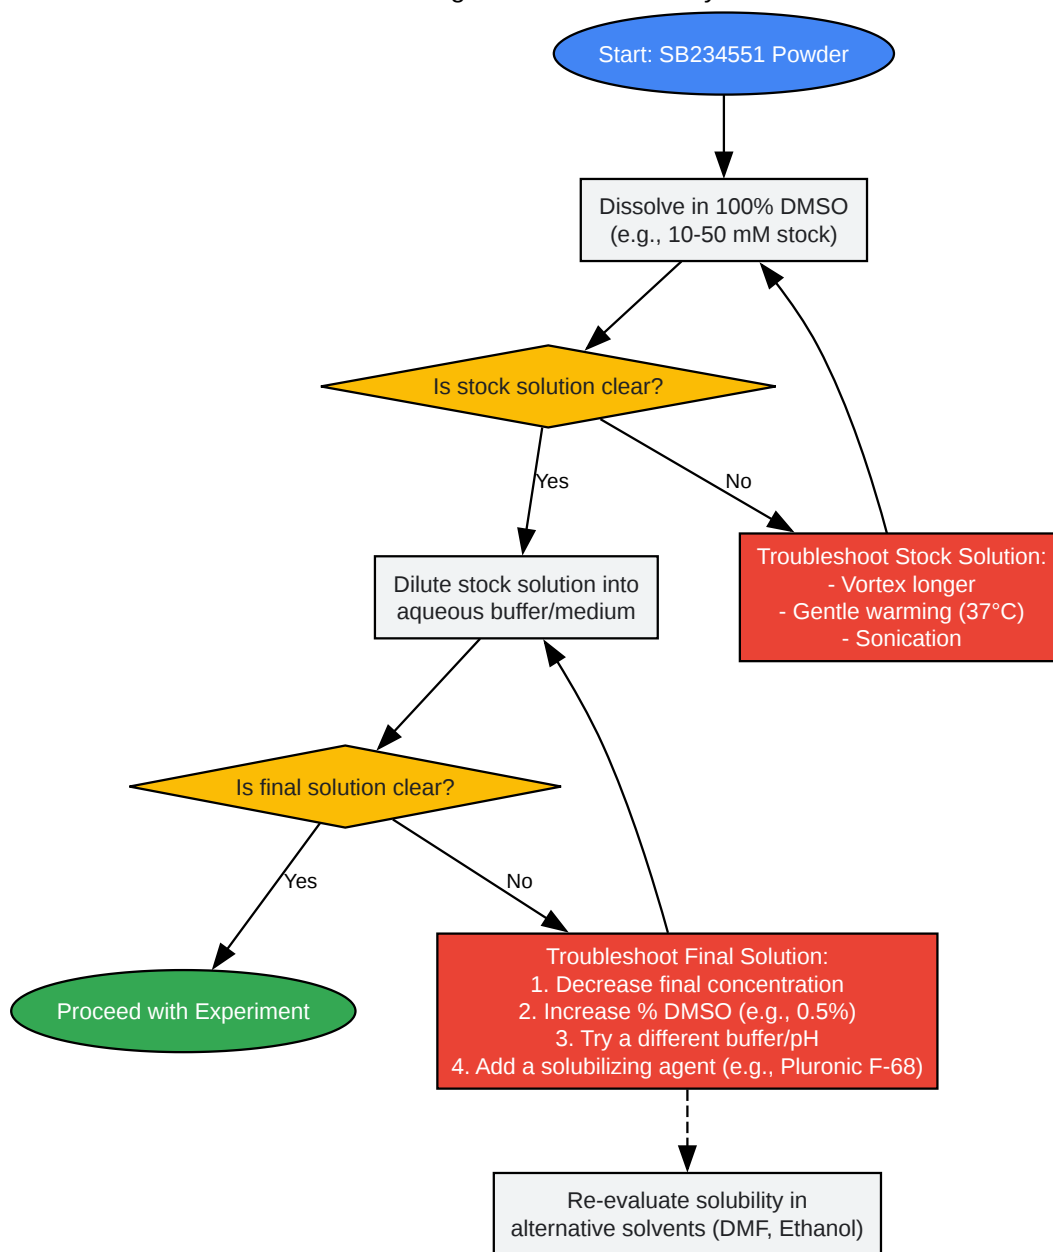 Start: SB234551 Powder
Dissolve in 100% DMSO
(e.g., 10-50 mM stock)
Is stock solution clear?
Yes
No
Troubleshoot Stock Solution:
- Vortex longer
- Gentle warming (37°C)
- Sonication
Dilute stock solution into
aqueous buffer/medium
Is final solution clear?
Yes
No
Troubleshoot Final Solution:
1. Decrease final concentration
2. Increase % DMSO (e.g., 0.5%)
3. Try a different buffer/pH
4. Add a solubilizing agent (e.g., Pluronic F-68)
Proceed with Experiment
Re-evaluate solubility in
alternative solvents (DMF, Ethanol)